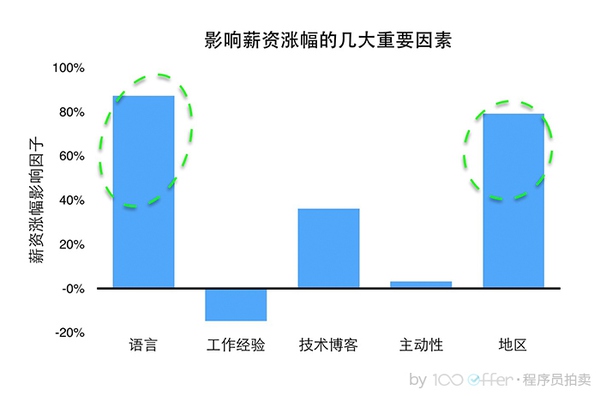 影响薪资涨幅的几大重要因素
薪资涨幅影响因子
100%
80%
60%
40%
20%
-0%
-20%
语言 工作经验 技术博客 主动性 地区
by 100 offer · 程序员拍卖